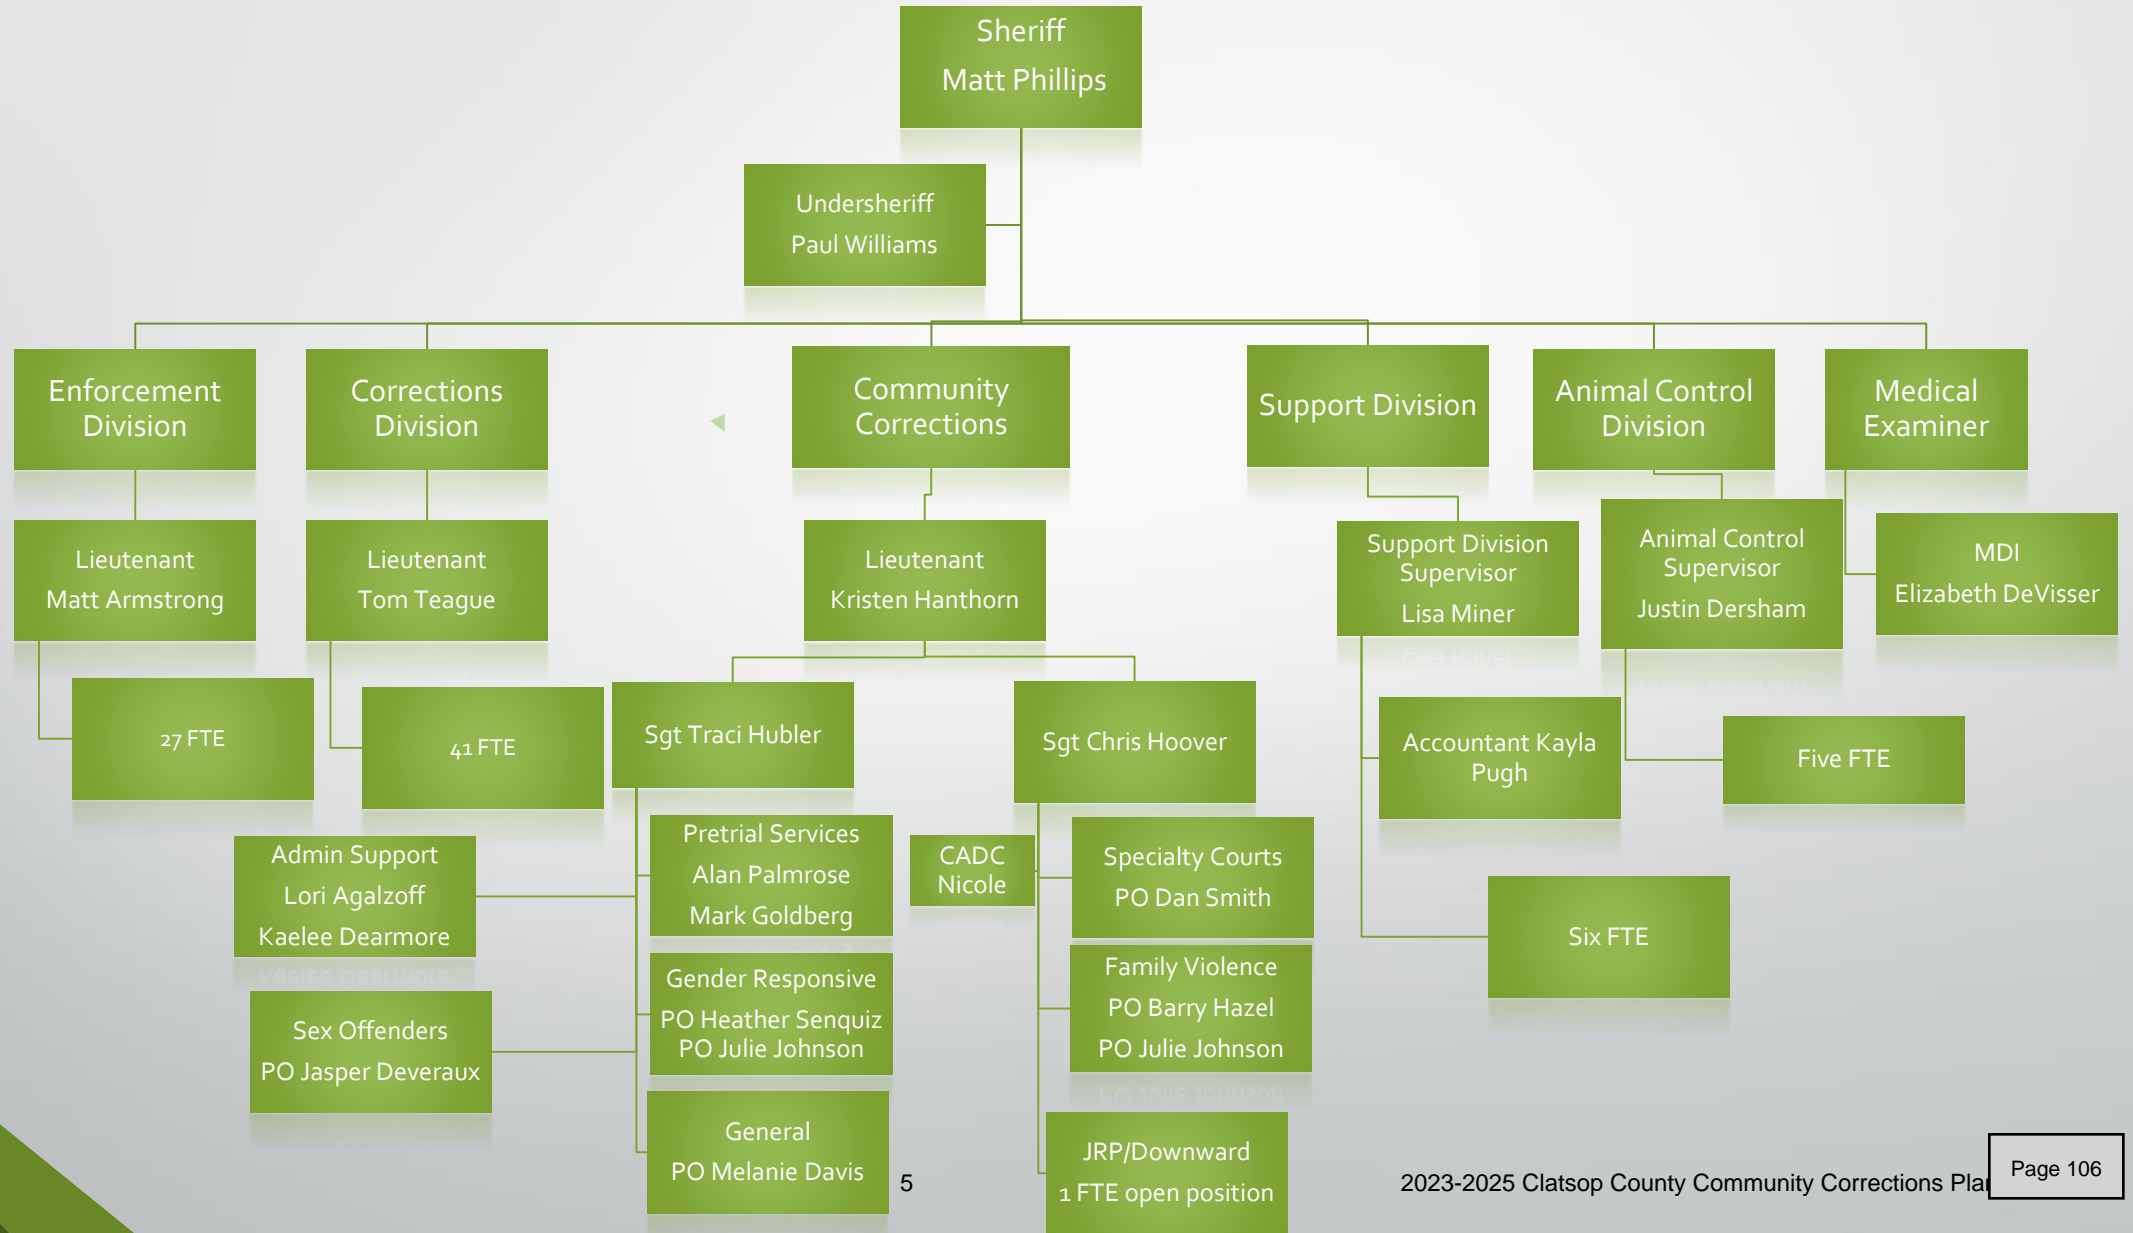 Sheriff
Matt Phillips
Undersheriff
Paul Williams
Enforcement
Division
Corrections
Division
Community
Corrections
Support Division
Animal Control
Division
Medical
Examiner
Lieutenant
Matt Armstrong
Lieutenant
Tom Teague
Lieutenant
Kristen Hanthorn
Support Division
Supervisor
Lisa Miner
Animal Control
Supervisor
Justin Dersham
MDI
Elizabeth DeVisser
27 FTE
41 FTE
Sgt Traci Hubler
Sgt Chris Hoover
Accountant Kayla
Pugh
Five FTE
Admin Support
Lori Agalzoff
Kaelee Dearmore
Pretrial Services
Alan Palmrose
Mark Goldberg
CADC
Nicole
Specialty Courts
PO Dan Smith
Six FTE
Sex Offenders
PO Jasper Deveraux
Gender Responsive
PO Heather Senquiz
PO Julie Johnson
Family Violence
PO Barry Hazel
PO Julie Johnson
General
PO Melanie Davis
JRP/Downward
1 FTE open position
5
2023-2025 Clatsop County Community Corrections Pla
Page 106